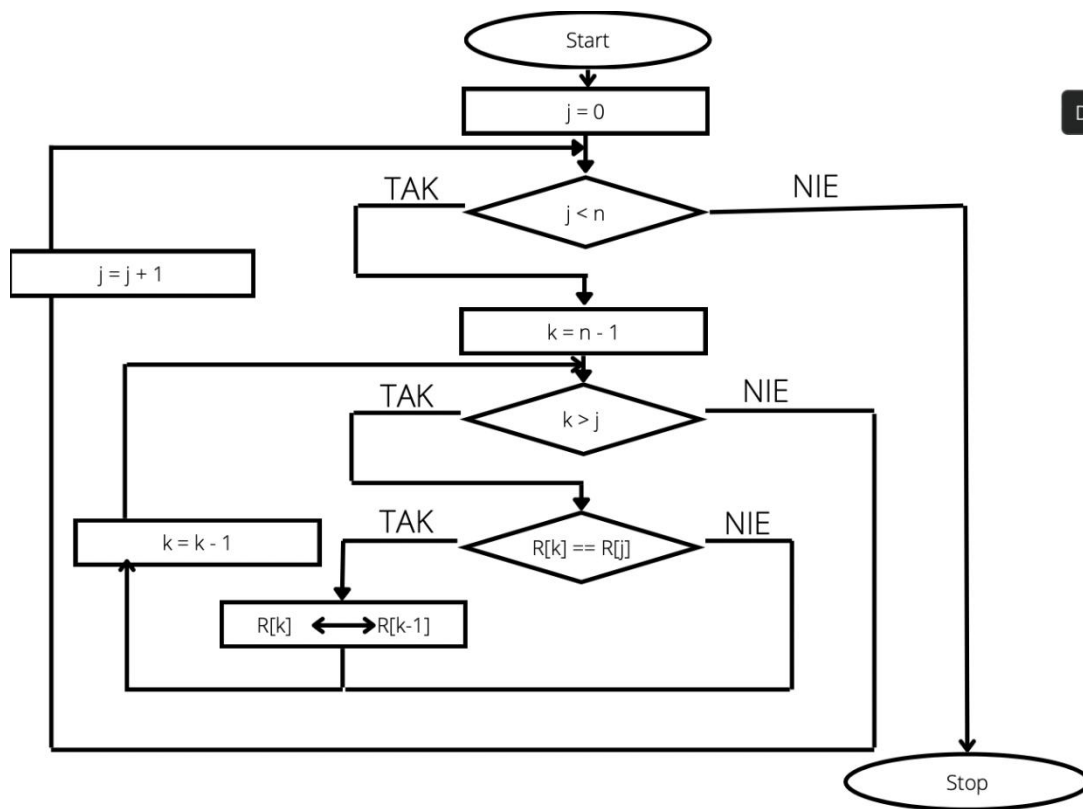 Start
j = 0
TAK
NIE
j < n
j = j + 1
k = n - 1
TAK
NIE
k > j
TAK
NIE
k = k - 1
R[k] == R[j]
R[k]
R[k-1]
Stop